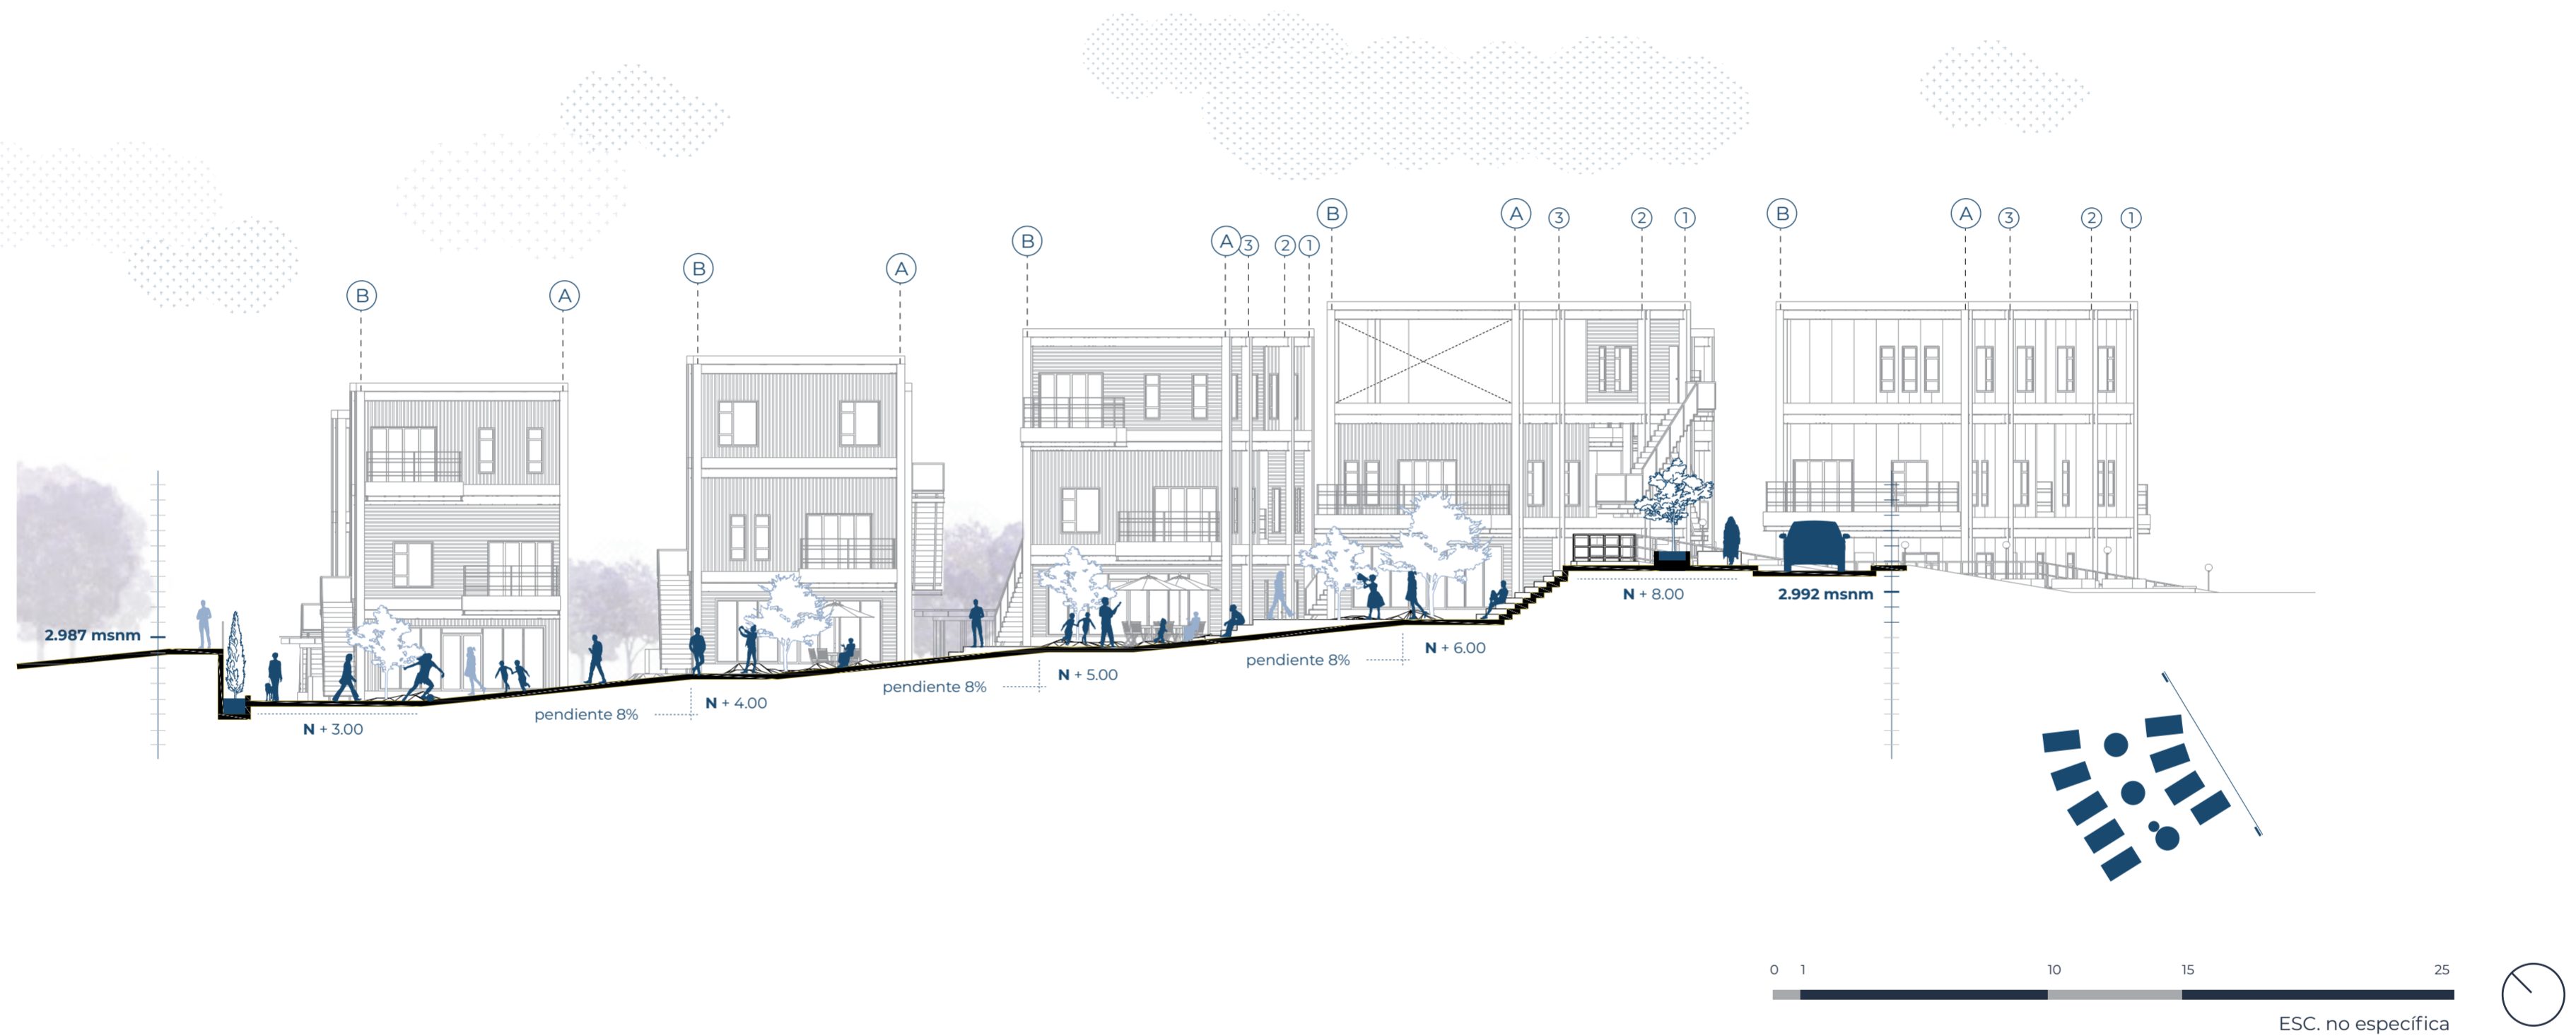 B A 3 2 1 B A 3 2 1
B A 3 2 1
B A
B A
2.987 msnm
N + 3.00
pendiente 8%
N + 4.00
pendiente 8%
N + 5.00
pendiente 8%
N + 6.00
N + 8.00
2.992 msnm
0 1 10 15 25
ESC. no específica